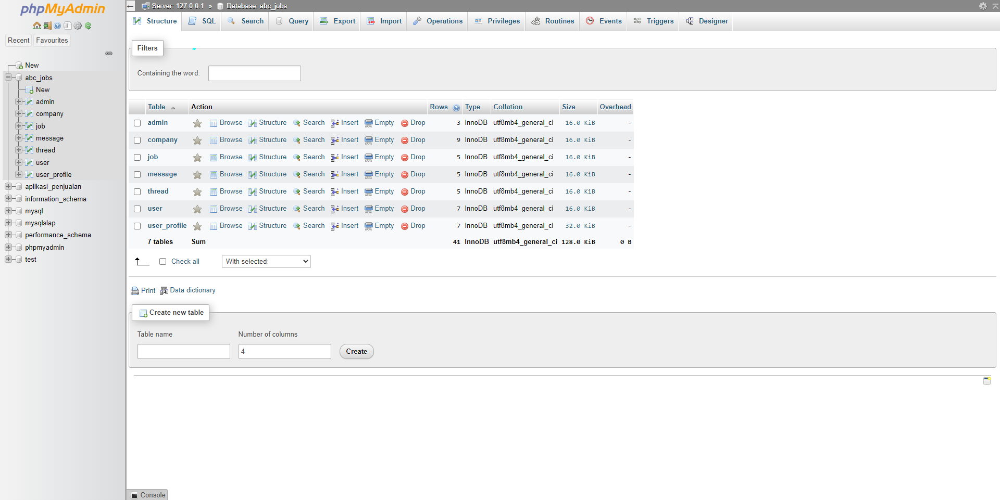 phpMyAdmin
Recent Favourites
New
abc_jobs
New
admin
company
job
message
thread
user
user_profile
aplikasi_penjualan
information_schema
mysql
mysqlslap
performance_schema
phpmyadmin
test
Server: 127.0.0.1 » Database: abc_jobs
Structure SQL Search Query Export Import Operations Privileges Routines Events Triggers Designer
Filters
Containing the word:
Table Action Rows Type Collation Size Overhead
admin Browse Structure Search Insert Empty Drop 3 InnoDB utf8mb4_general_ci 16.0 KiB -
company Browse Structure Search Insert Empty Drop 9 InnoDB utf8mb4_general_ci 16.0 KiB -
job Browse Structure Search Insert Empty Drop 5 InnoDB utf8mb4_general_ci 16.0 KiB -
message Browse Structure Search Insert Empty Drop 5 InnoDB utf8mb4_general_ci 16.0 KiB -
thread Browse Structure Search Insert Empty Drop 5 InnoDB utf8mb4_general_ci 16.0 KiB -
user Browse Structure Search Insert Empty Drop 7 InnoDB utf8mb4_general_ci 16.0 KiB -
user_profile Browse Structure Search Insert Empty Drop 7 InnoDB utf8mb4_general_ci 32.0 KiB -
7 tables Sum 41 InnoDB utf8mb4_general_ci 128.0 KiB 0 B
Check all With selected:
Print Data dictionary
Create new table
Table name Number of columns
4 Create
Console